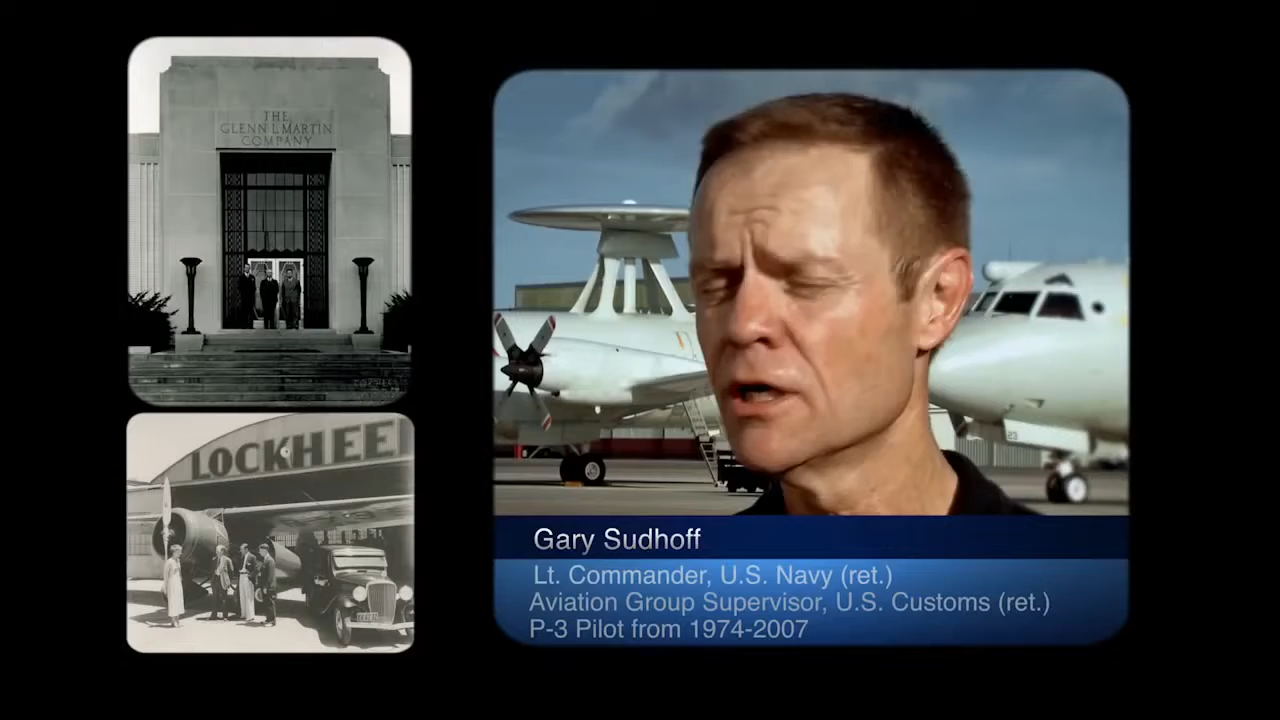 THE
GLENN L. MARTIN
COMPANY
LOCKHEE
Gary Sudhoff
Lt. Commander, U.S. Navy (ret.)
Aviation Group Supervisor, U.S. Customs (ret.)
P-3 Pilot from 1974-2007
23